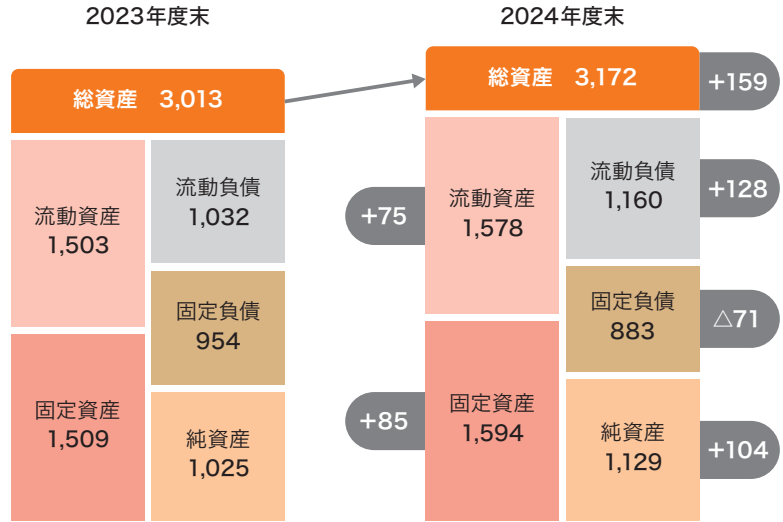 2023年度末
総資産 3,013
流動資産
1,503
流動負債
1,032
固定負債
954
固定資産
1,509
純資産
1,025
2024年度末
総資産 3,172
+159
流動資産
1,578
+75
流動負債
1,160
+128
固定負債
883
△71
固定資産
1,594
+85
純資産
1,129
+104